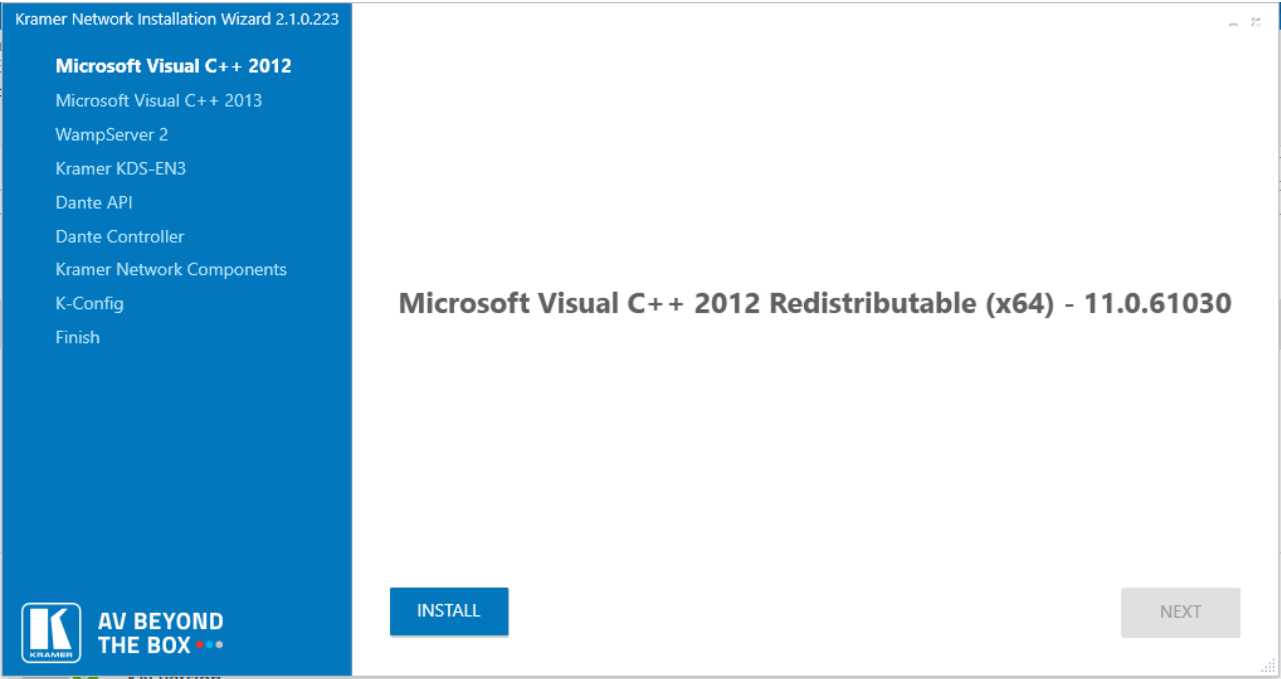 Kramer Network Installation Wizard 2.1.0.223
Microsoft Visual C++ 2012
Microsoft Visual C++ 2013
WampServer 2
Kramer KDS-EN3
Dante API
Dante Controller
Kramer Network Components
K-Config
Finish
Microsoft Visual C++ 2012 Redistributable (x64) - 11.0.61030
INSTALL
NEXT
KRAMER
AV BEYOND
THE BOX